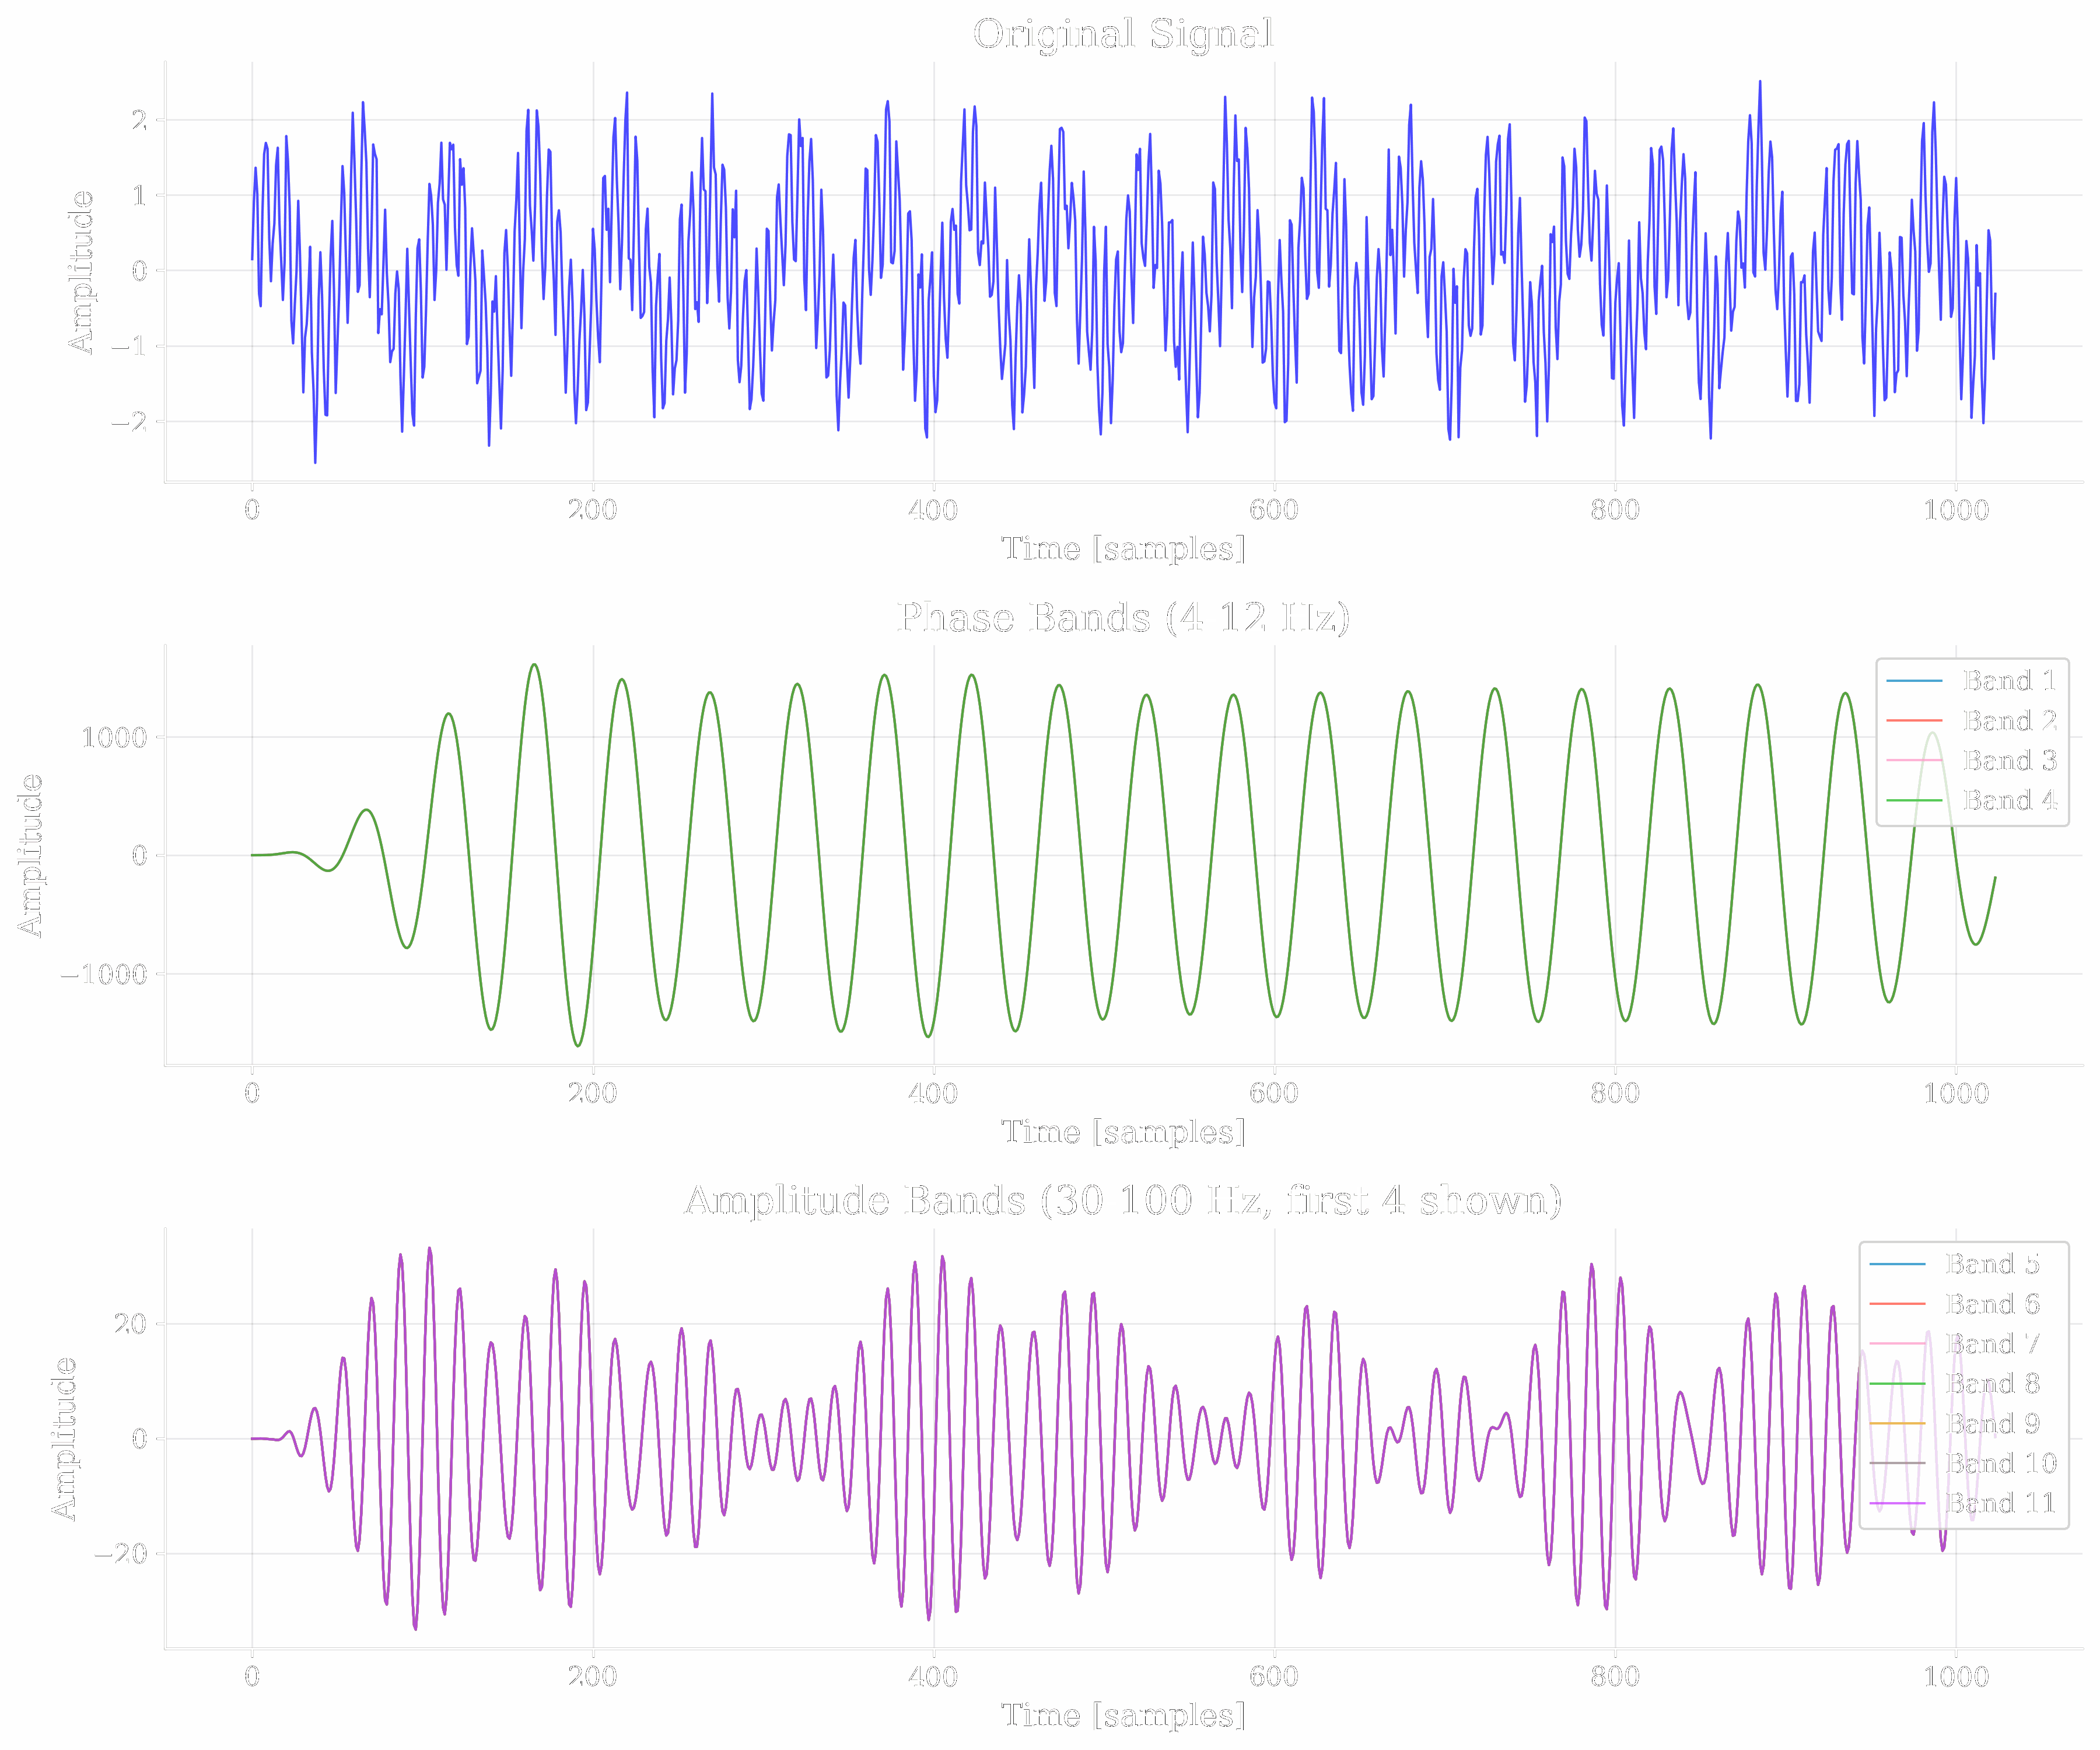 Original Signal
2
1
0
-1
-2
Amplitude
0 200 400 600 800 1000
Time [samples]
Phase Bands (4 12 Hz)
1000
0
-1000
Amplitude
Band 1
Band 2
Band 3
Band 4
0 200 400 600 800 1000
Time [samples]
Amplitude Bands (30 100 Hz, first 4 shown)
20
0
-20
Amplitude
Band 5
Band 6
Band 7
Band 8
Band 9
Band 10
Band 11
0 200 400 600 800 1000
Time [samples]